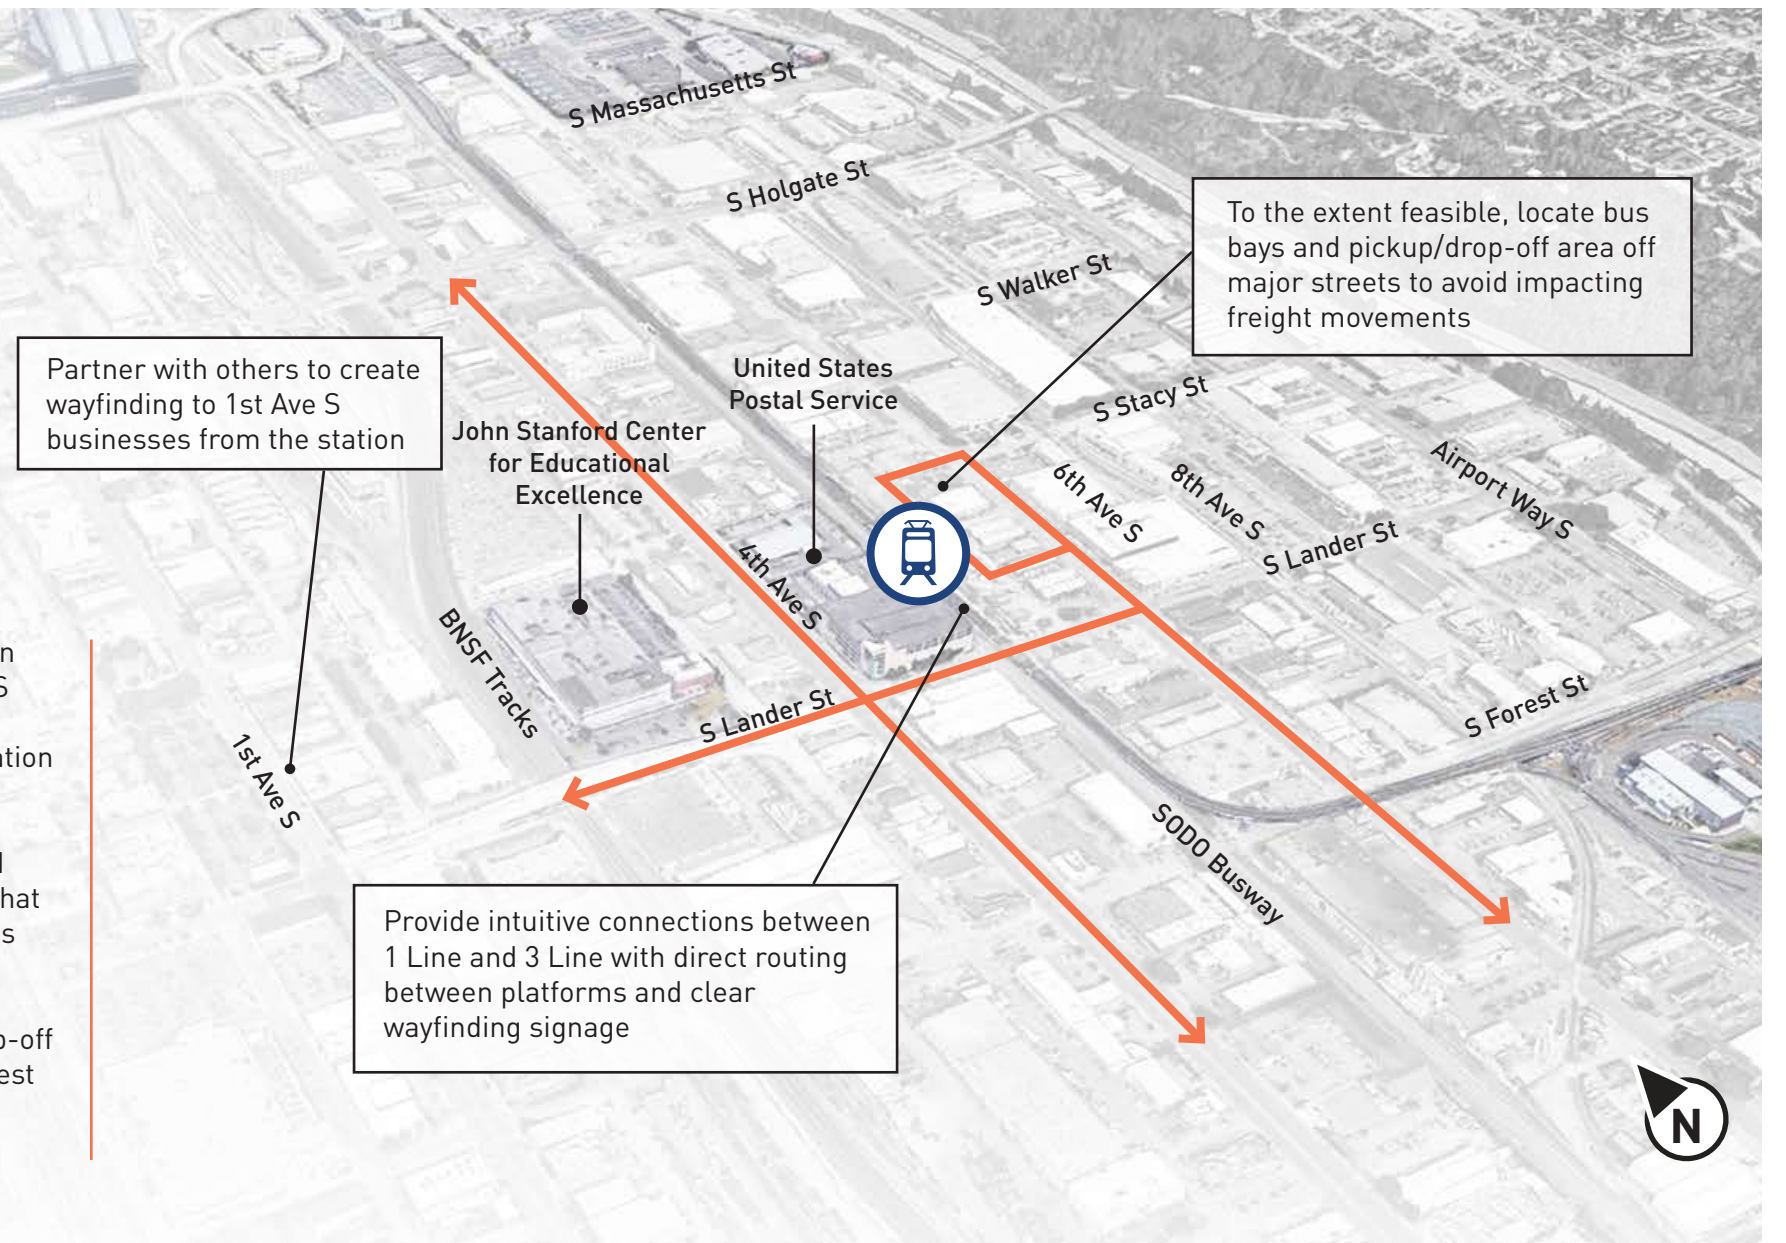 S Massachusetts St
S Holgate St
S Walker St
To the extent feasible, locate bus
bays and pickup/drop-off area off
major streets to avoid impacting
freight movements
Partner with others to create
wayfinding to 1st Ave S
businesses from the station
United States
Postal Service
John Stanford Center
for Educational
Excellence
S Stacy St
6th Ave S
8th Ave S
Airport Way S
S Lander St
4th Ave S
BNSF Tracks
S Lander St
S Forest St
1st Ave S
SODO Busway
Provide intuitive connections between
1 Line and 3 Line with direct routing
between platforms and clear
wayfinding signage
N